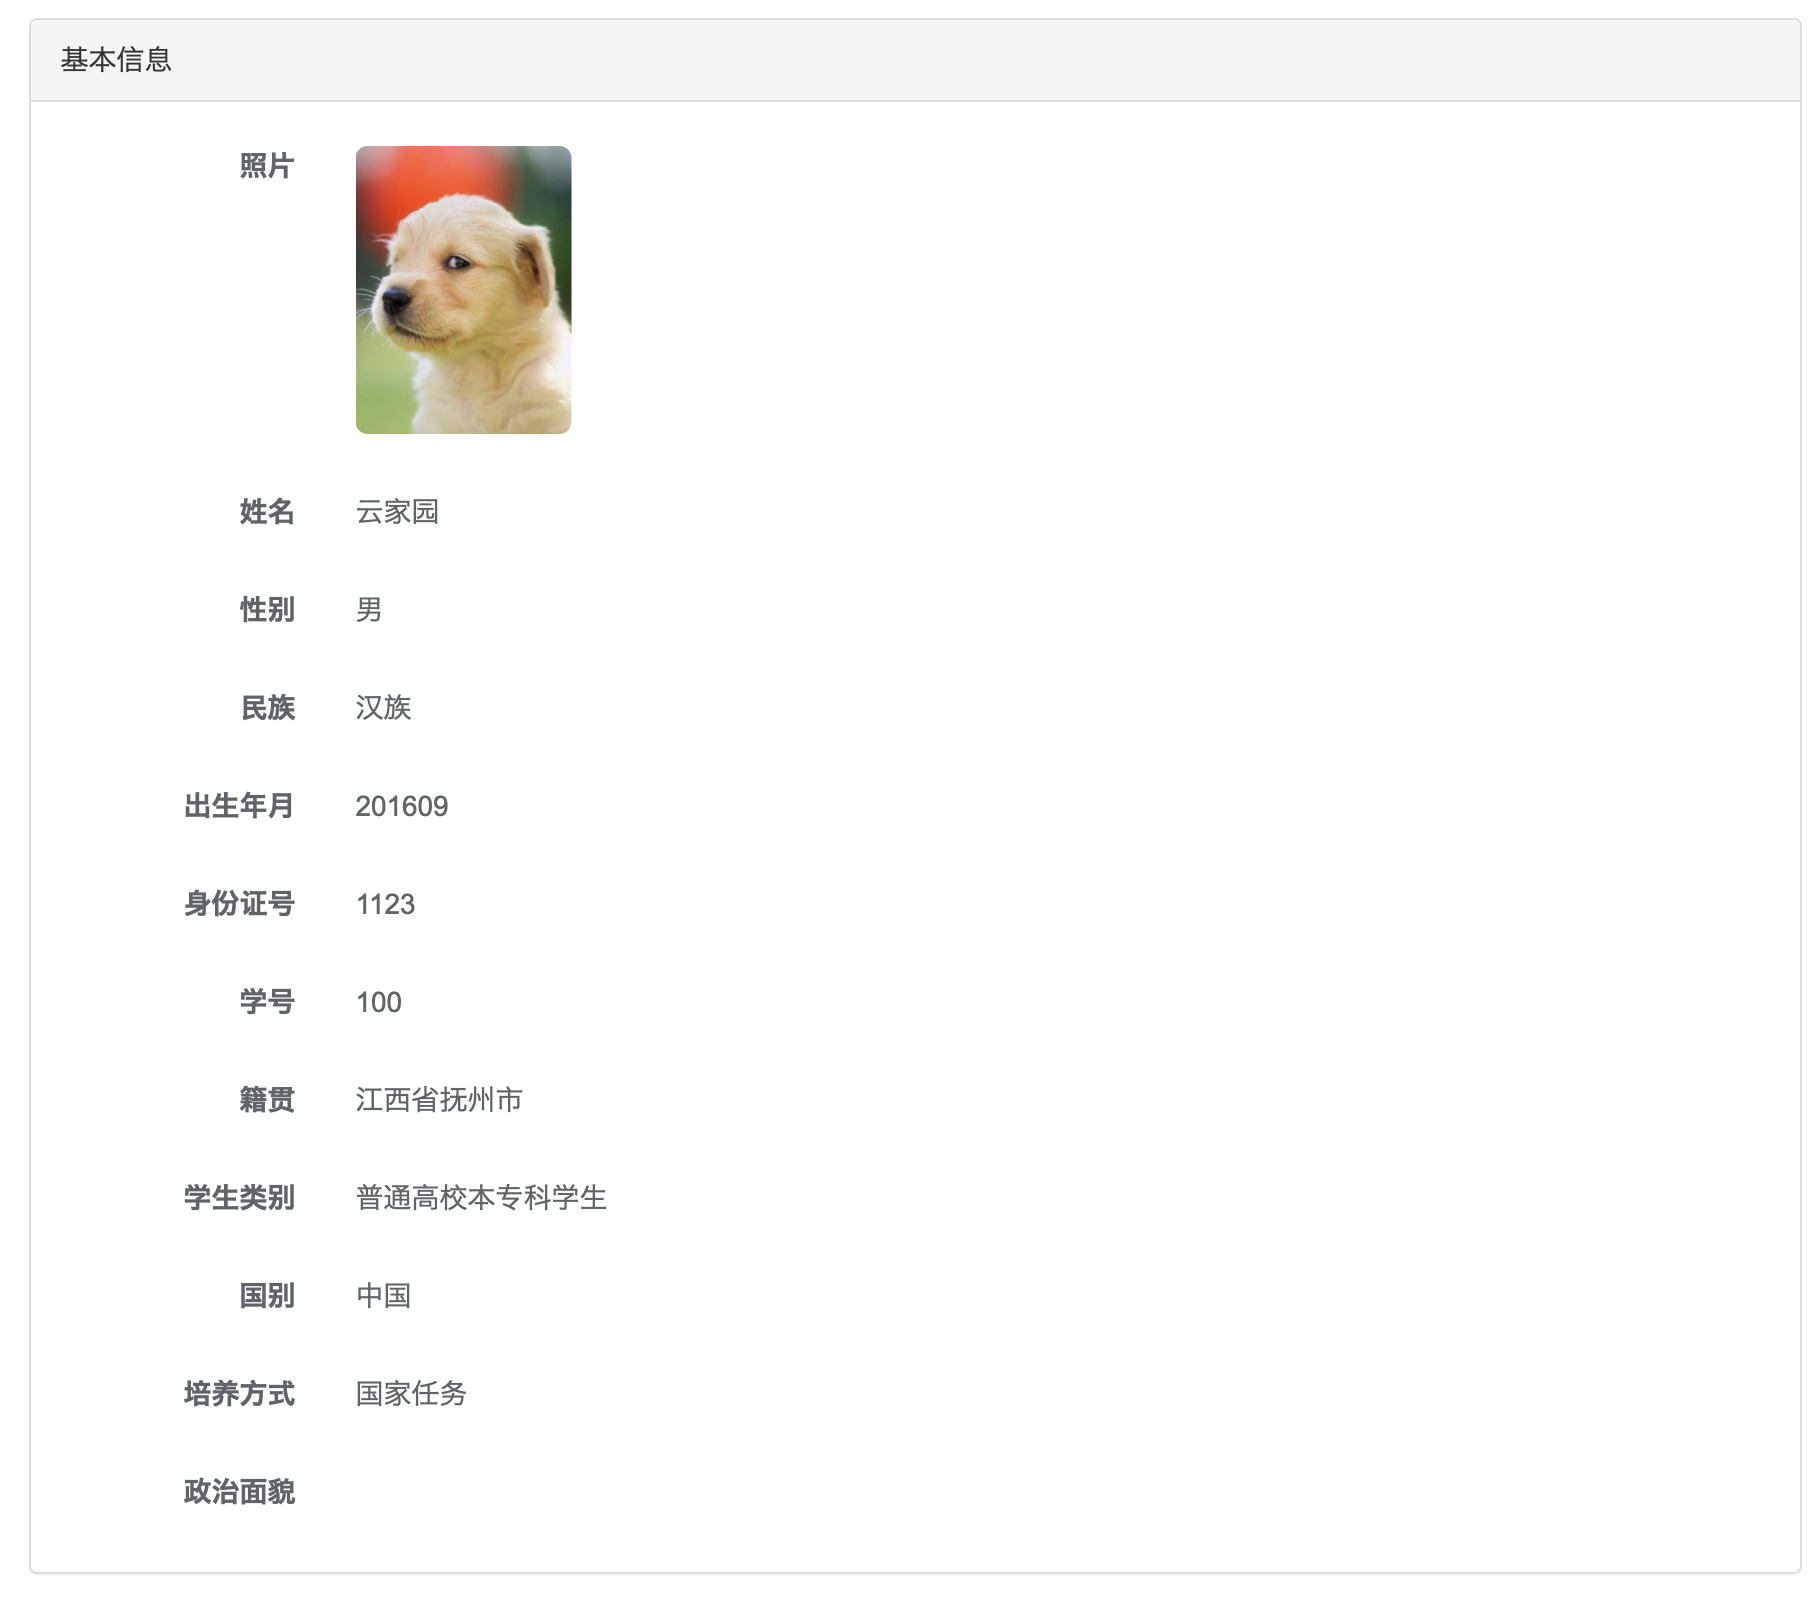 基本信息
照片
姓名 云家园
性别 男
民族 汉族
出生年月 201609
身份证号 1123
学号 100
籍贯 江西省抚州市
学生类别 普通高校本专科学生
国别 中国
培养方式 国家任务
政治面貌